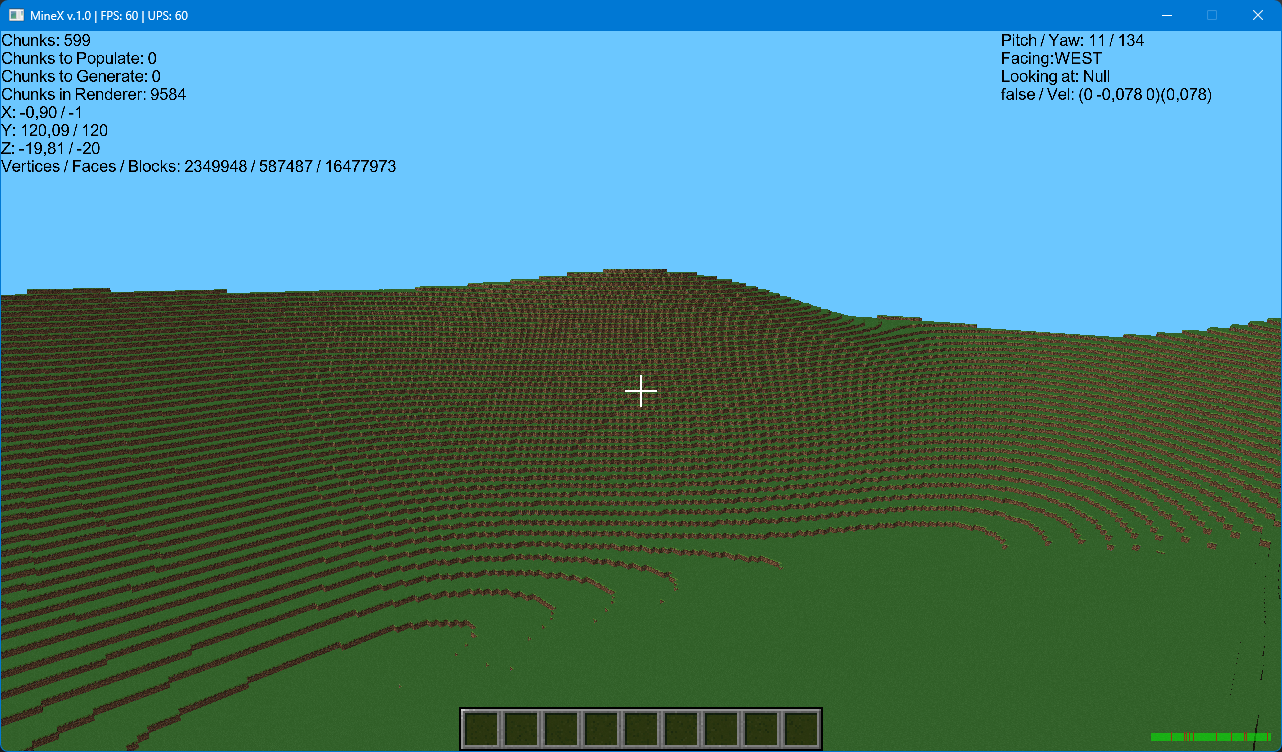 MineX v.1.0 | FPS: 60 | UPS: 60
Chunks: 599
Chunks to Populate: 0
Chunks to Generate: 0
Chunks in Renderer: 9584
X: -0,90 / -1
Y: 120,09 / 120
Z: -19,81 / -20
Vertices / Faces / Blocks: 2349948 / 587487 / 16477973
Pitch / Yaw: 11 / 134
Facing:WEST
Looking at: Null
false / Vel: (0 -0,078 0)(0,078)